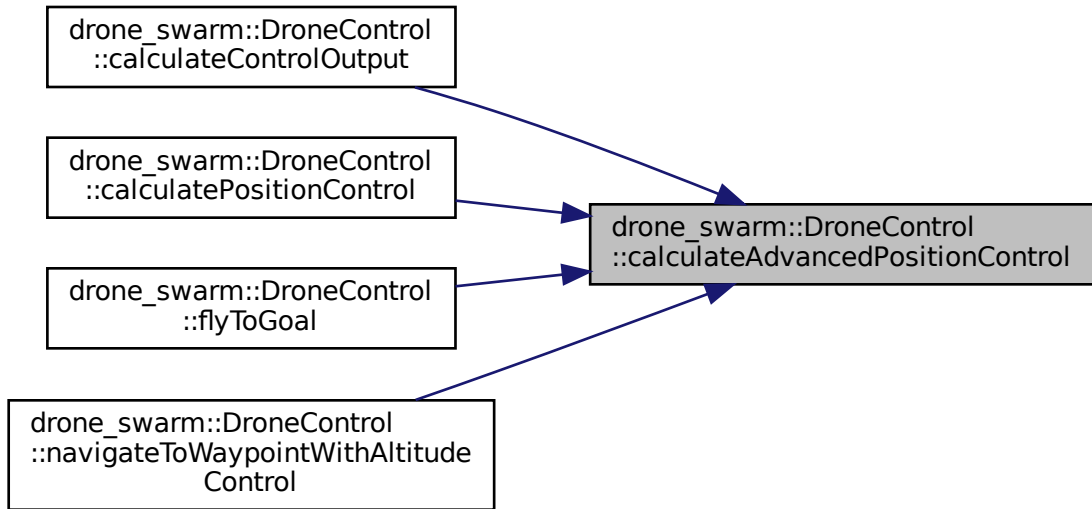 drone_swarm::DroneControl
::calculateControlOutput
drone_swarm::DroneControl
::calculatePositionControl
drone_swarm::DroneControl
::calculateAdvancedPositionControl
drone_swarm::DroneControl
::flyToGoal
drone_swarm::DroneControl
::navigateToWaypointWithAltitude
Control